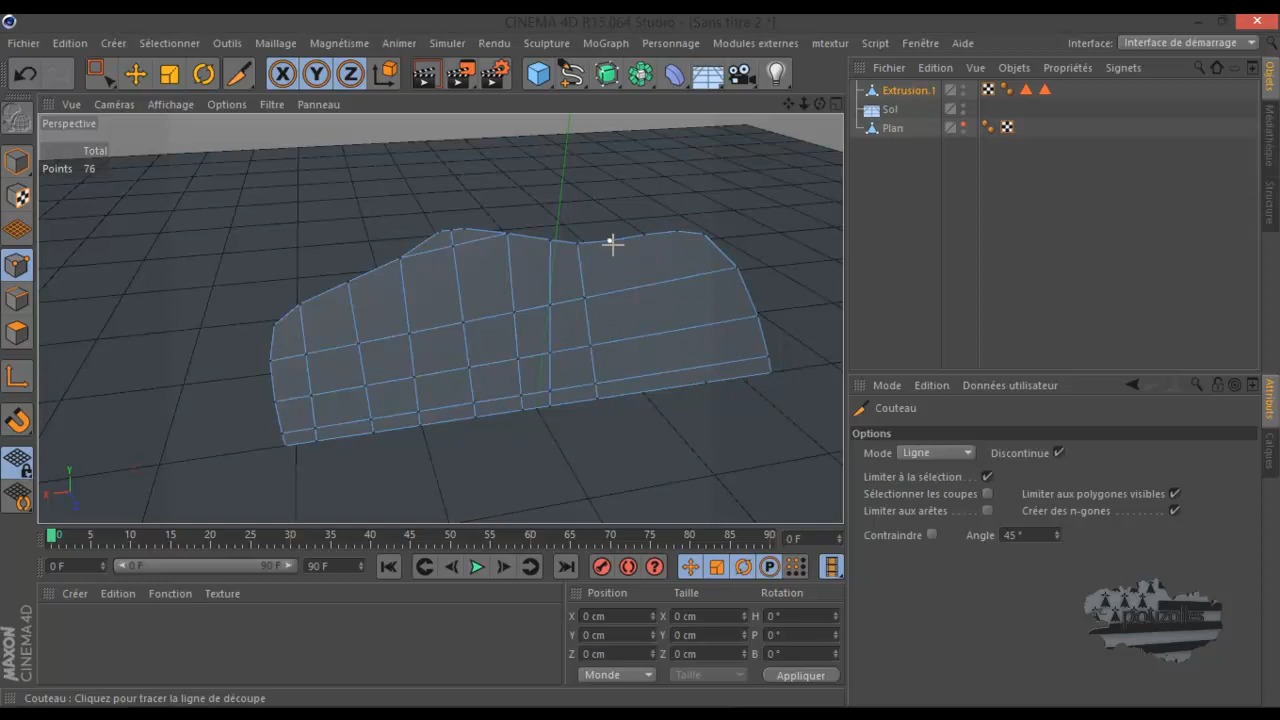 CINEMA 4D R15.064 Studio - [Sans titre 2 *]
Fichier Edition Créer Sélectionner Outils Maillage Magnétisme Animer Simuler Rendu Sculpture MoGraph Personnage Modules externes mtextur Script Fenêtre Aide Interface: Interface de démarrage
X Y Z
Fichier Edition Vue Objets Propriétés Signets
Extrusion.1
Sol
Plan
Objets
Médiathèque
Structure
Vue Caméras Affichage Options Filtre Panneau
Perspective
Total
Points 76
Y
X
Z
Mode Edition Données utilisateur
Couteau
Options
Mode Ligne Discontinue
Limiter à la sélection
Sélectionner les coupes Limiter aux polygones visibles
Limiter aux arêtes Créer des n-gones
Contraindre Angle 45 °
Attributs
Calques
0 5 10 15 20 25 30 35 40 45 50 55 60 65 70 75 80 85 90 0 F
0 F 0 F 90 F 90 F P
Créer Edition Fonction Texture
Position Taille Rotation
X 0 cm X 0 cm H 0 °
Y 0 cm Y 0 cm P 0 °
Z 0 cm Z 0 cm B 0 °
Monde Taille Appliquer
MAXON
CINEMA 4D
Couteau : Cliquez pour tracer la ligne de découpe